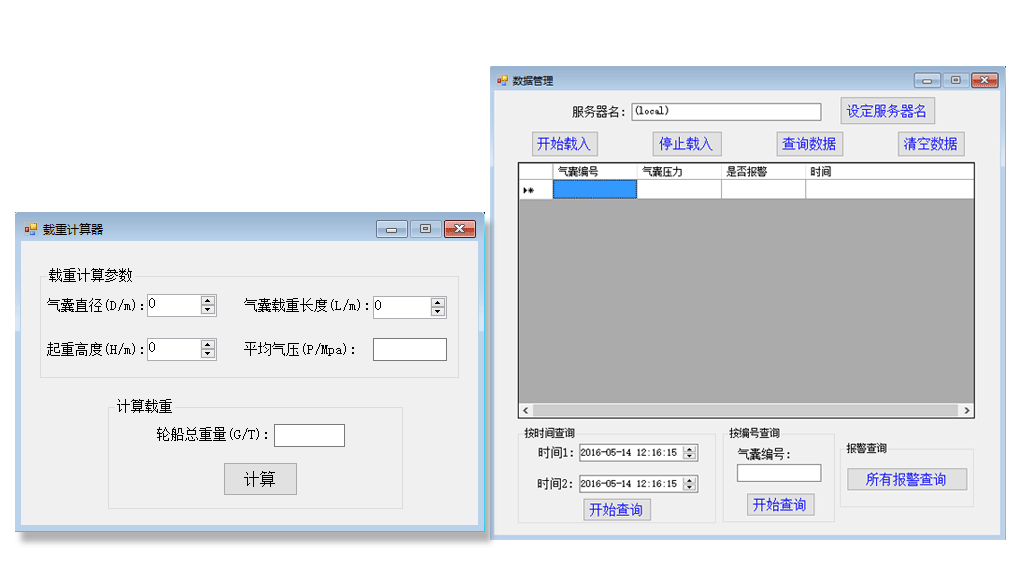 载重计算器
载重计算参数
气囊直径(D/m): 0
气囊载重长度(L/m): 0
起重高度(H/m): 0
平均气压(P/Mpa):
计算载重
轮船总重量(G/T):
计算
数据管理
服务器名: (local)
设定服务器名
开始载入 停止载入 查询数据 清空数据
气囊编号 气囊压力 是否报警 时间
按时间查询
时间1: 2016-05-14 12:16:15
时间2: 2016-05-14 12:16:15
开始查询
按编号查询
气囊编号:
开始查询
报警查询
所有报警查询